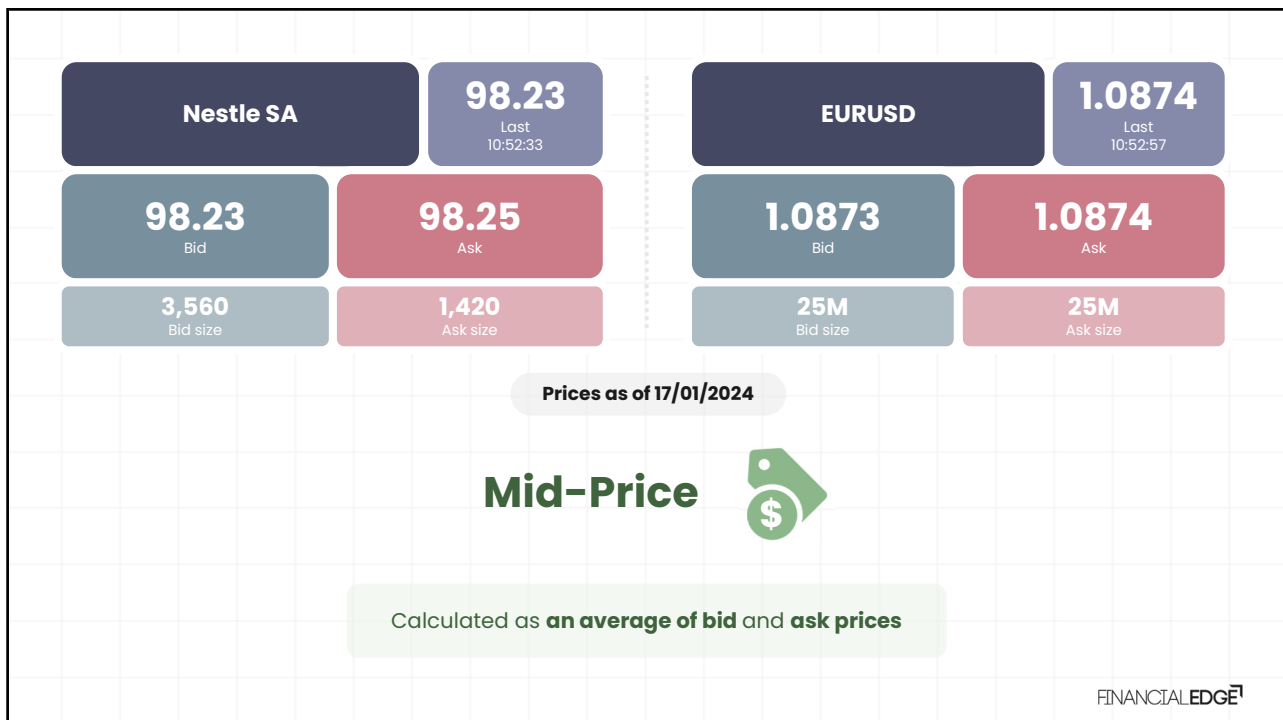 Nestle SA
98.23
Last
10:52:33
98.23
Bid
98.25
Ask
3,560
Bid size
1,420
Ask size
EURUSD
1.0874
Last
10:52:57
1.0873
Bid
1.0874
Ask
25M
Bid size
25M
Ask size
Prices as of 17/01/2024
Mid-Price
$
Calculated as an average of bid and ask prices
FINANCIALEDGE